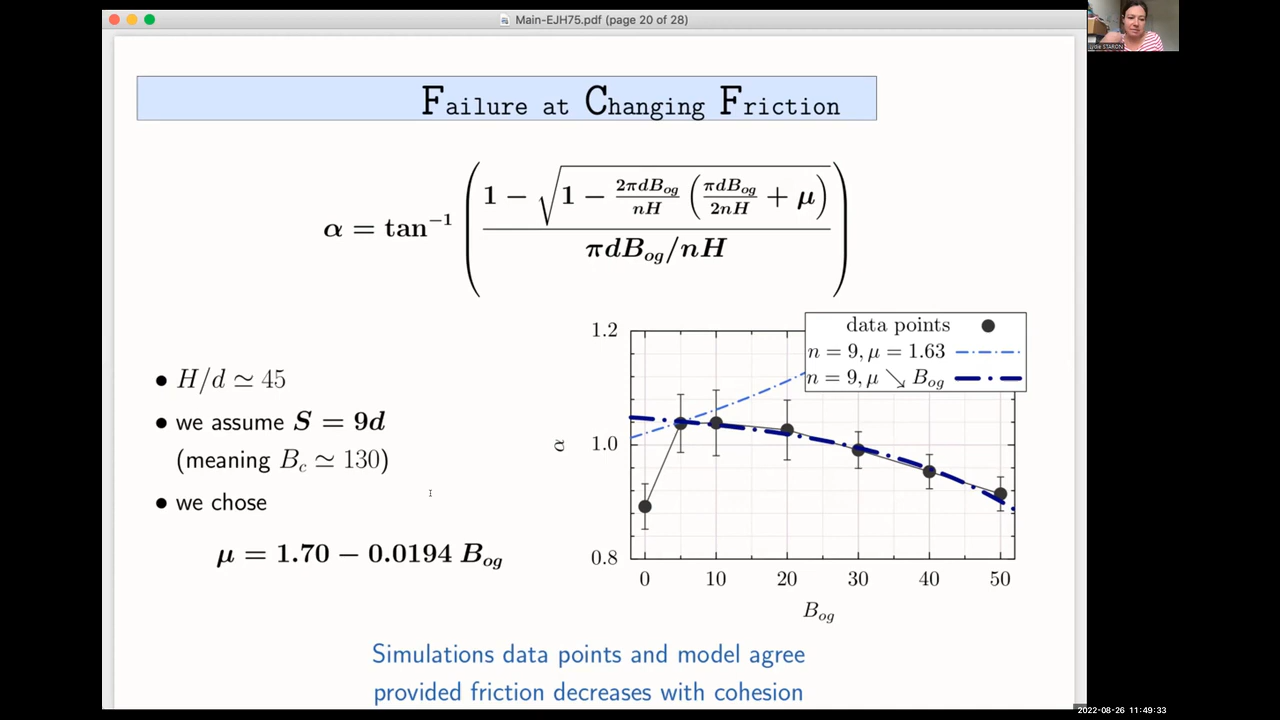 Main-EJH75.pdf (page 20 of 28)
Lydie STARON
Failure at Changing Friction
α = tan⁻¹ ( (1 − √(1 − 2πdB_og/nH (πdB_og/2nH + μ))) / (πdB_og/nH) )
• H/d ≃ 45
• we assume S = 9d
(meaning B_c ≃ 130)
• we chose
μ = 1.70 − 0.0194 B_og
data points
n = 9, μ = 1.63
n = 9, μ ↘ B_og
1.2
1.0
0.8
α
0 10 20 30 40 50
B_og
Simulations data points and model agree
provided friction decreases with cohesion
2022-08-26 11:49:33